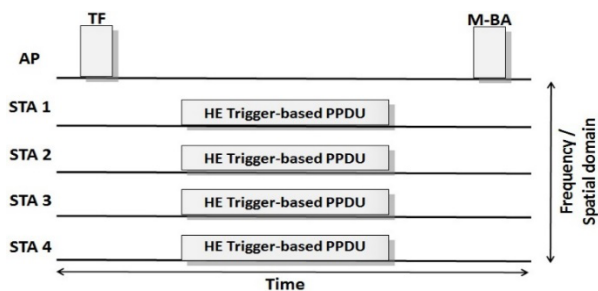 TF
M-BA
AP
STA 1
HE Trigger-based PPDU
STA 2
HE Trigger-based PPDU
STA 3
HE Trigger-based PPDU
STA 4
HE Trigger-based PPDU
Frequency /
Spatial domain
Time